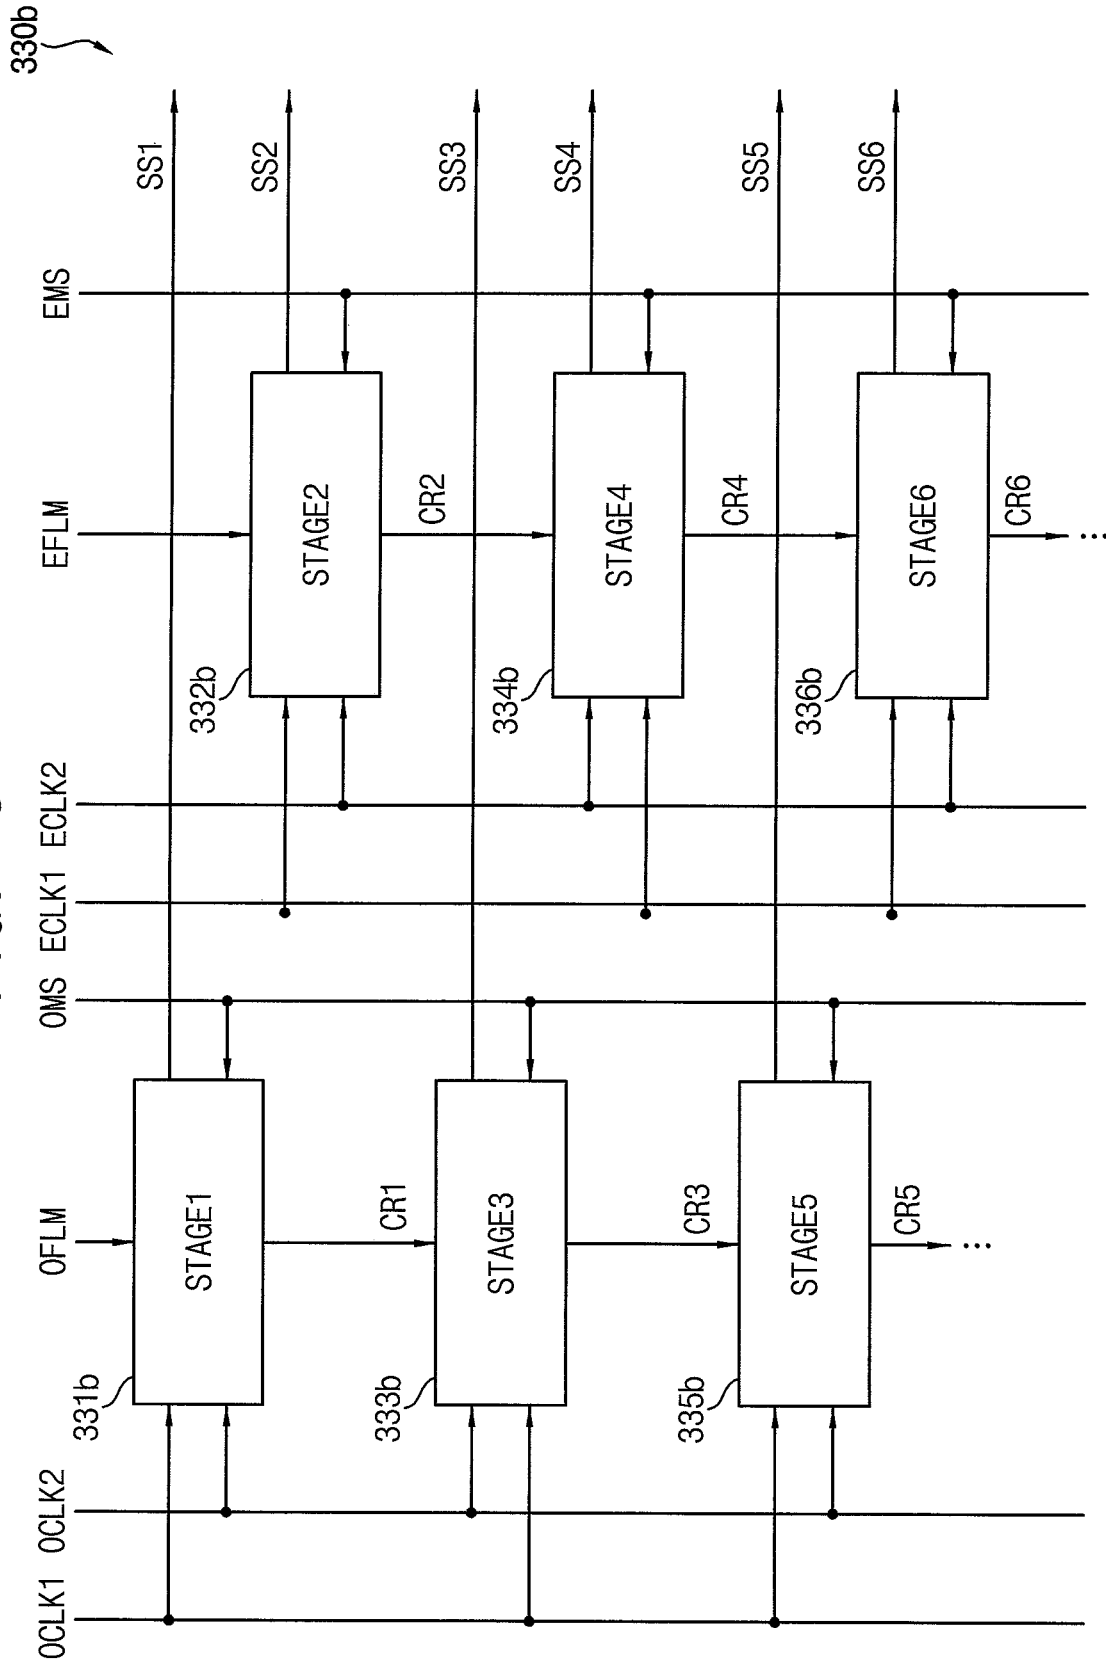 330b
OCLK1 OCLK2 OFLM OMS ECLK1 ECLK2 EFLM EMS
331b
STAGE1
SS1
332b
STAGE2
SS2
CR1
CR2
333b
STAGE3
SS3
334b
STAGE4
SS4
CR3
CR4
335b
STAGE5
SS5
336b
STAGE6
SS6
CR5
...
CR6
...